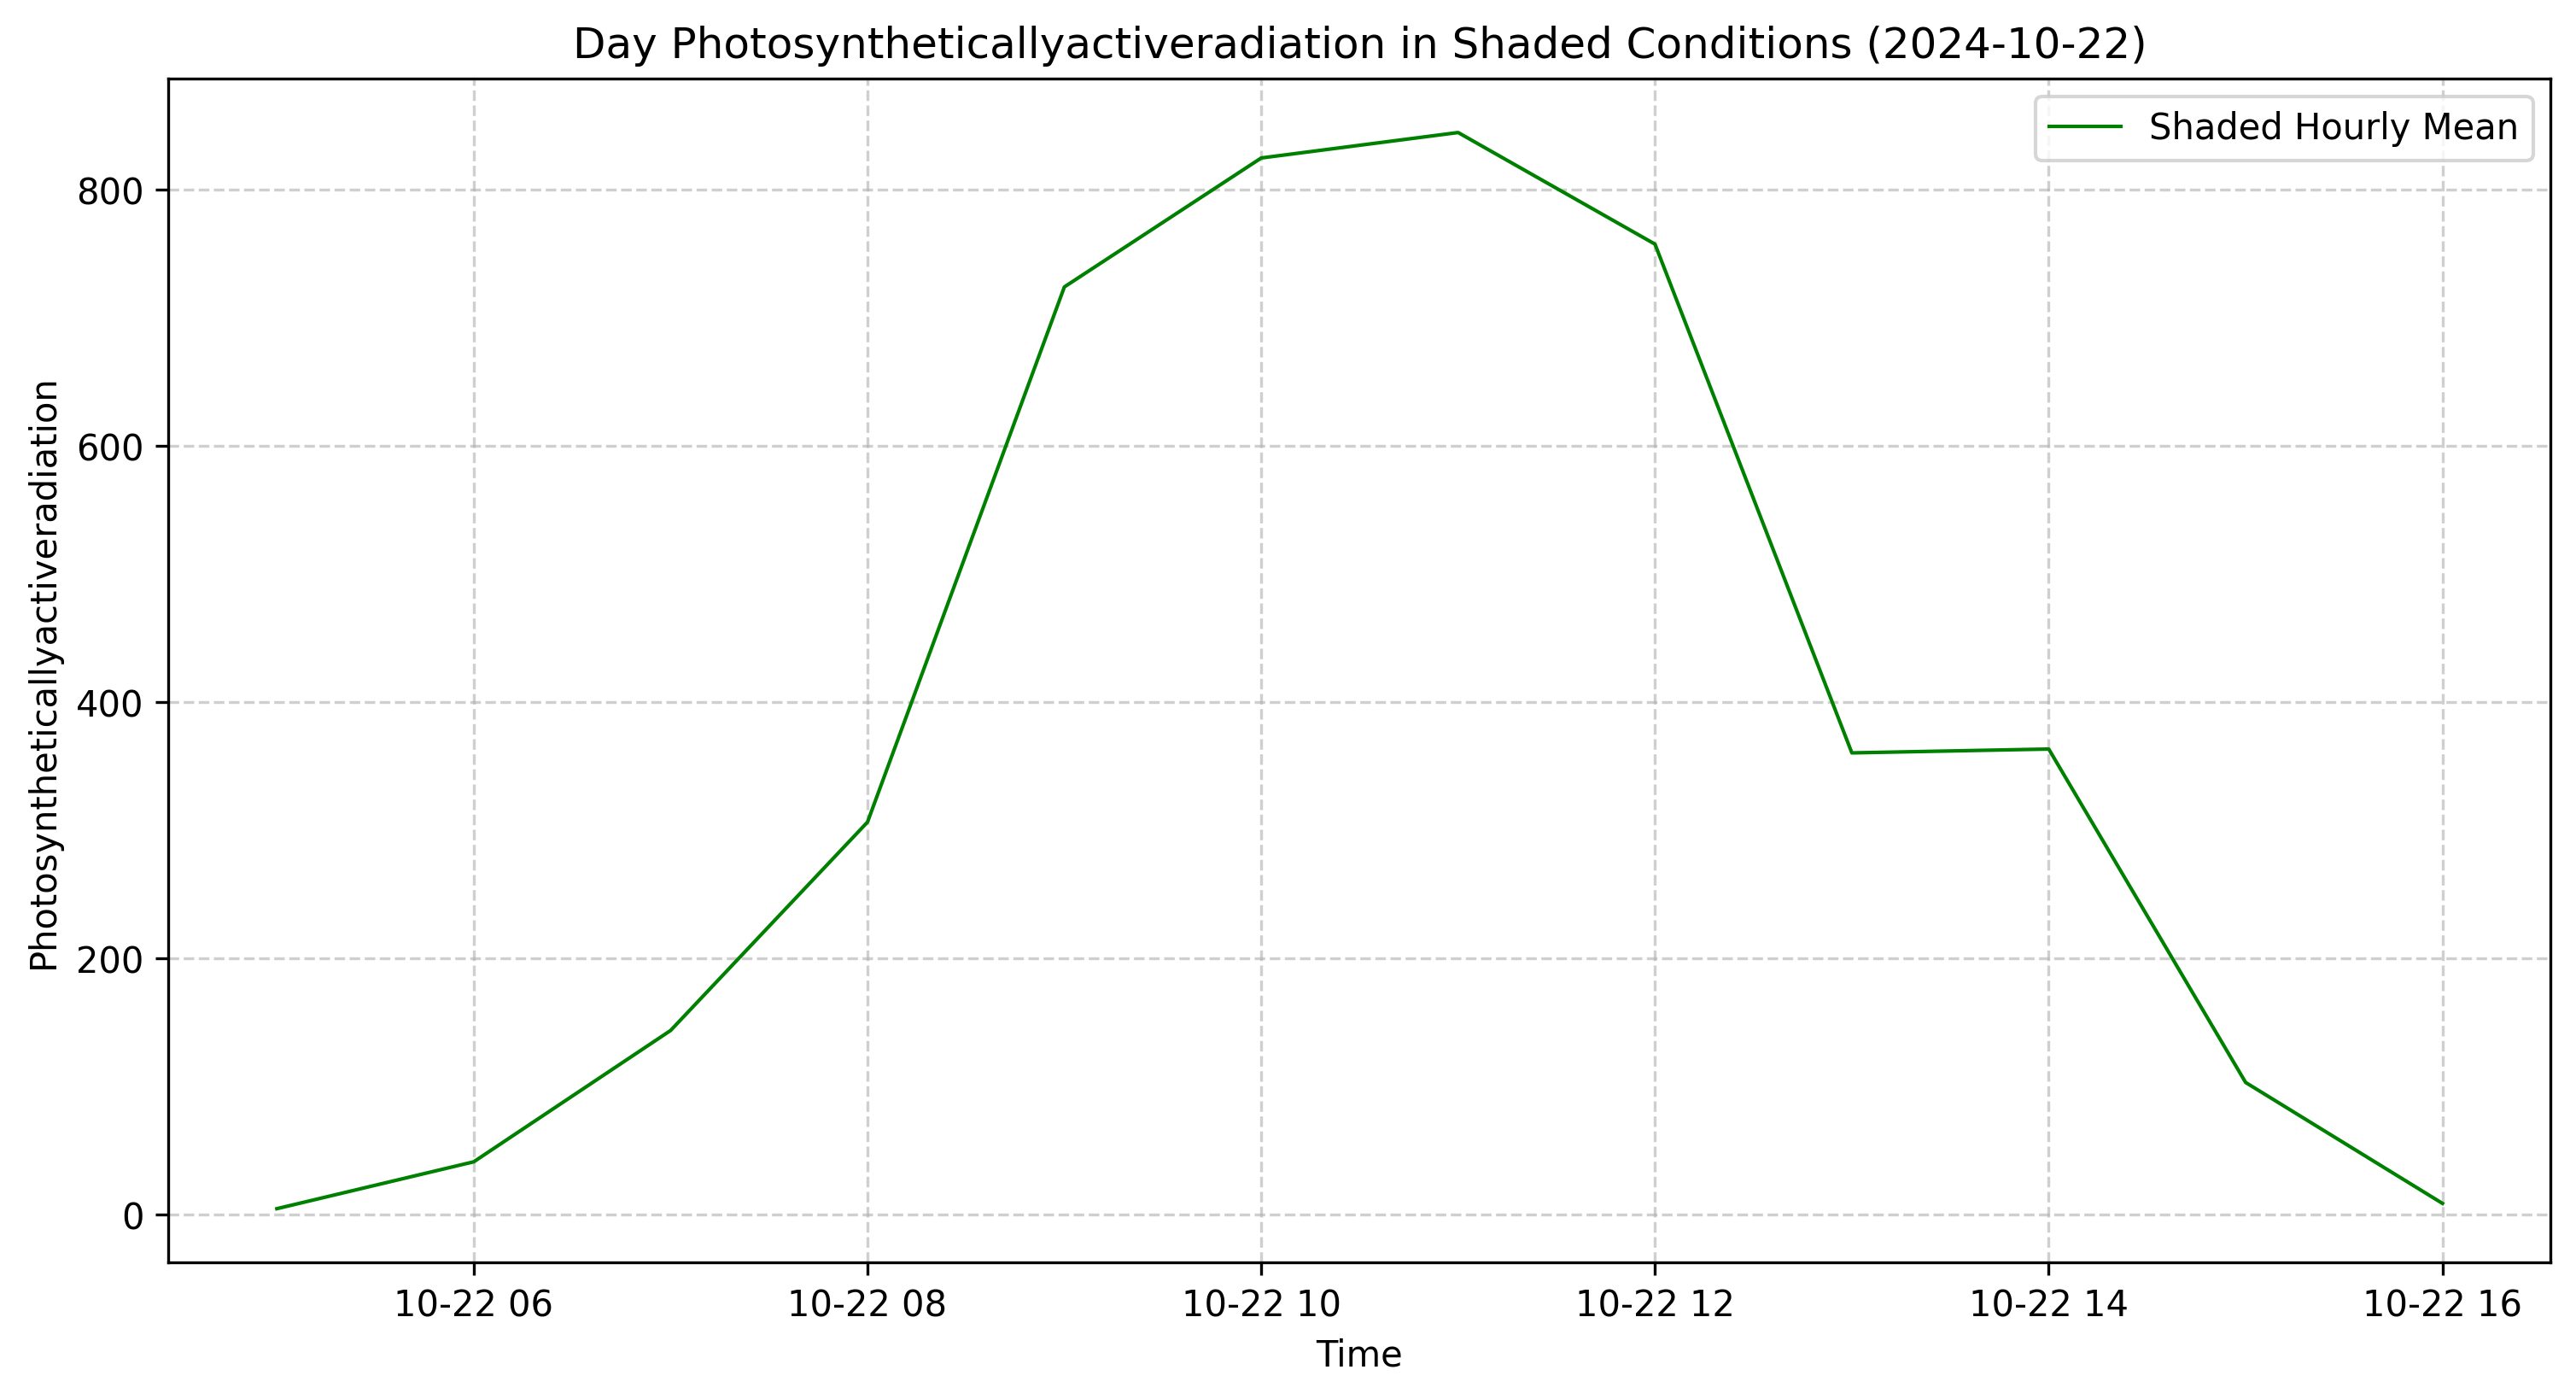 Day Photosyntheticallyactiveradiation in Shaded Conditions (2024-10-22)
Shaded Hourly Mean
Photosyntheticallyactiveradiation
800
600
400
200
0
10-22 06
10-22 08
10-22 10
10-22 12
10-22 14
10-22 16
Time